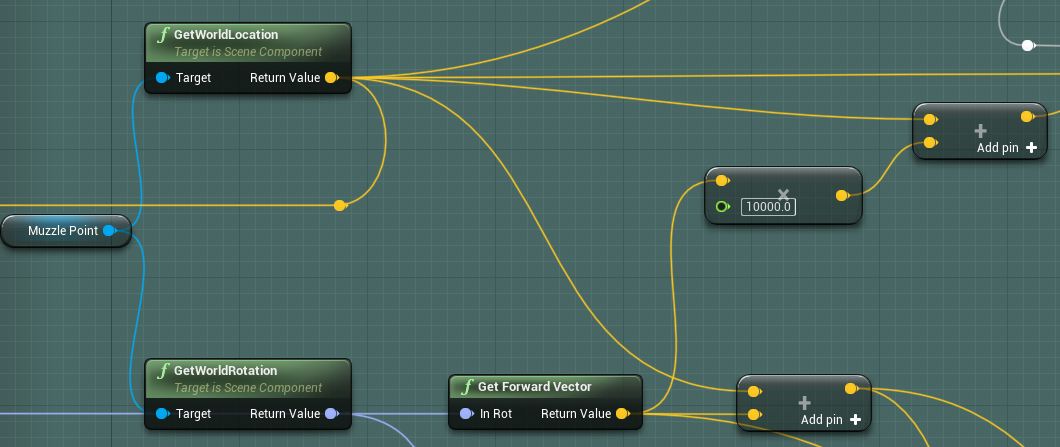 GetWorldLocation
Target is Scene Component
Target Return Value
Add pin
10000.0
Muzzle Point
GetWorldRotation
Target is Scene Component
Target Return Value
Get Forward Vector
In Rot Return Value
Add pin